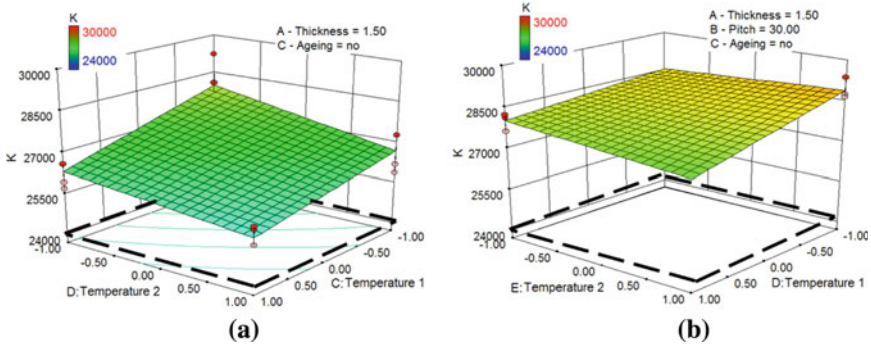 K
30000
24000
A - Thickness = 1.50
C - Ageing = no
30000
28500
27000
25500
24000
K
-1.00
-0.50
0.00
0.50
1.00
D:Temperature 2
-1.00
-0.50
0.00
0.50
1.00
C:Temperature 1
(a)
K
30000
24000
A - Thickness = 1.50
B - Pitch = 30.00
C - Ageing = no
30000
28500
27000
25500
24000
K
-1.00
-0.50
0.00
0.50
1.00
E:Temperature 2
-1.00
-0.50
0.00
0.50
1.00
D:Temperature 1
(b)